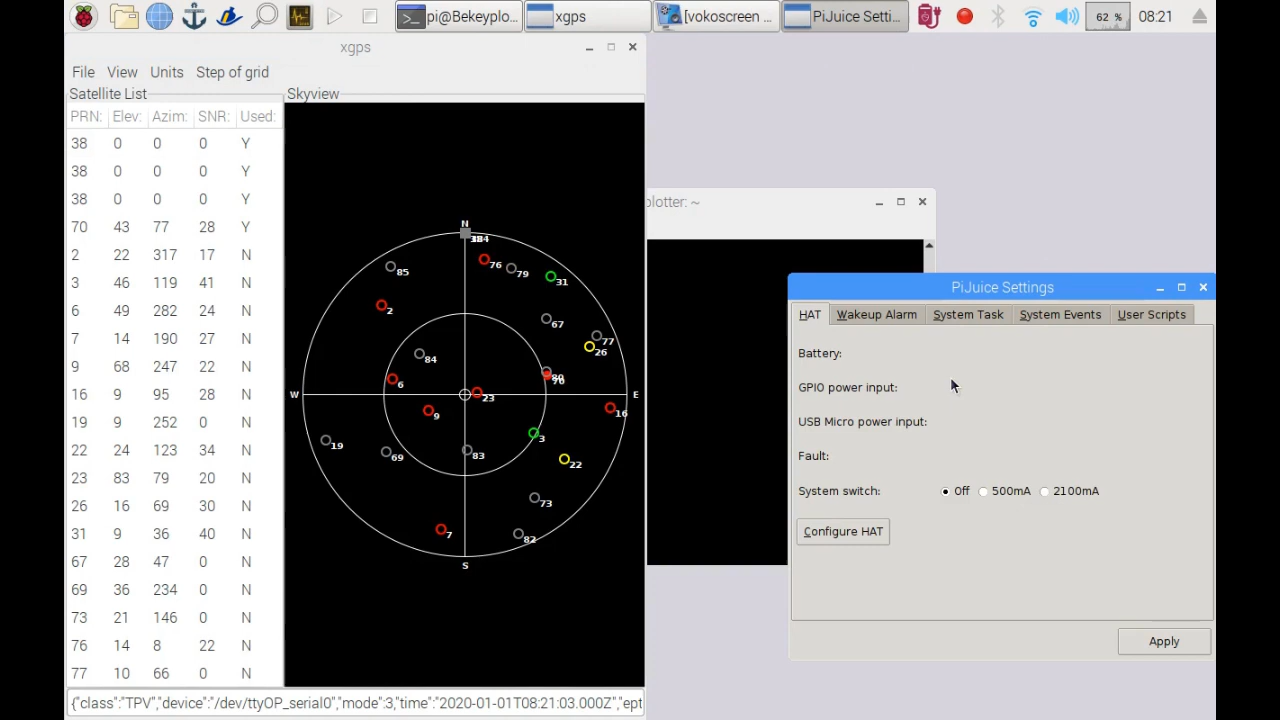 pi@Bekeyplo... xgps [vokoscreen ... PiJuice Setti... 62 % 08:21
xgps
File View Units Step of grid
Satellite List Skyview
PRN: Elev: Azim: SNR: Used:
38 0 0 0 Y
38 0 0 0 Y
38 0 0 0 Y
70 43 77 28 Y
2 22 317 17 N
3 46 119 41 N
6 49 282 24 N
7 14 190 27 N
9 68 247 22 N
16 9 95 28 N
19 9 252 0 N
22 24 123 34 N
23 83 79 20 N
26 16 69 30 N
31 9 36 40 N
67 28 47 0 N
69 36 234 0 N
73 21 146 0 N
76 14 8 22 N
77 10 66 0 N
N
76
79
85
31
2
67
77
26
84
6
23
W
E
16
9
3
19
69
83
22
73
7
82
S
{"class":"TPV","device":"/dev/ttyOP_serial0","mode":3,"time":"2020-01-01T08:21:03.000Z","ept
plotter: ~
PiJuice Settings
HAT Wakeup Alarm System Task System Events User Scripts
Battery:
GPIO power input:
USB Micro power input:
Fault:
System switch: Off 500mA 2100mA
Configure HAT
Apply